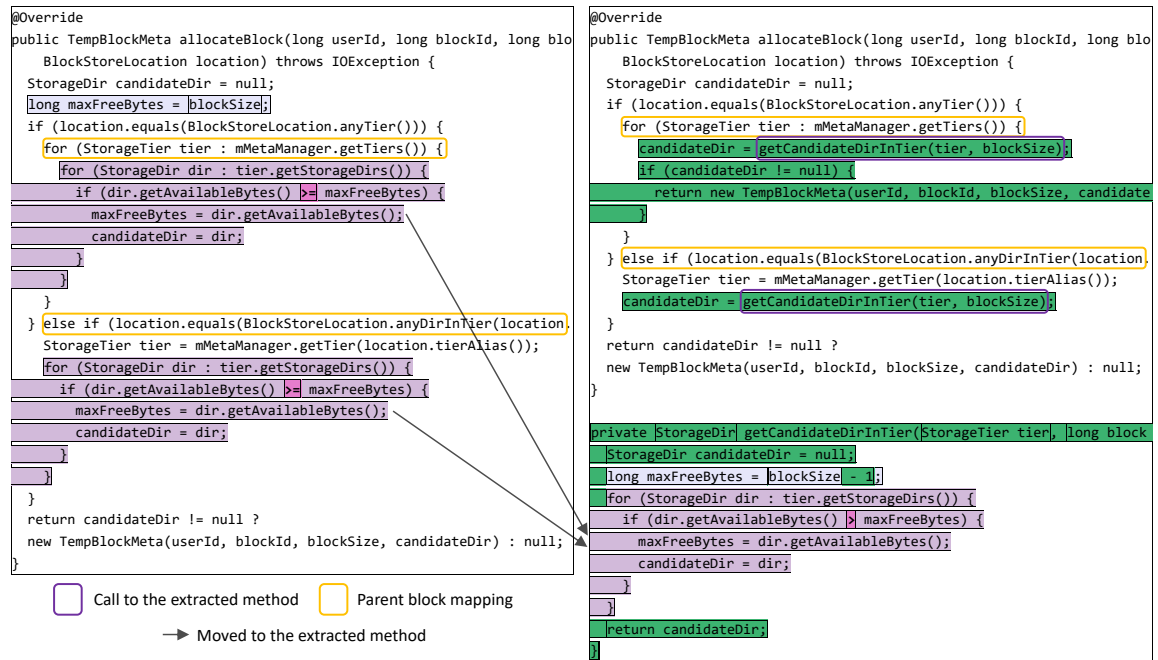 @Override
public TempBlockMeta allocateBlock(long userId, long blockId, long blo
BlockStoreLocation location) throws IOException {
StorageDir candidateDir = null;
long maxFreeBytes = blockSize;
if (location.equals(BlockStoreLocation.anyTier())) {
for (StorageTier tier : mMetaManager.getTiers()) {
for (StorageDir dir : tier.getStorageDirs()) {
if (dir.getAvailableBytes() >= maxFreeBytes) {
maxFreeBytes = dir.getAvailableBytes();
candidateDir = dir;
}
}
}
} else if (location.equals(BlockStoreLocation.anyDirInTier(location.
StorageTier tier = mMetaManager.getTier(location.tierAlias());
for (StorageDir dir : tier.getStorageDirs()) {
if (dir.getAvailableBytes() >= maxFreeBytes) {
maxFreeBytes = dir.getAvailableBytes();
candidateDir = dir;
}
}
}
return candidateDir != null ?
new TempBlockMeta(userId, blockId, blockSize, candidateDir) : null;
}
Call to the extracted method
Parent block mapping
Moved to the extracted method
@Override
public TempBlockMeta allocateBlock(long userId, long blockId, long blo
BlockStoreLocation location) throws IOException {
StorageDir candidateDir = null;
if (location.equals(BlockStoreLocation.anyTier())) {
for (StorageTier tier : mMetaManager.getTiers()) {
candidateDir = getCandidateDirInTier(tier, blockSize);
if (candidateDir != null) {
return new TempBlockMeta(userId, blockId, blockSize, candidate
}
}
} else if (location.equals(BlockStoreLocation.anyDirInTier(location.
StorageTier tier = mMetaManager.getTier(location.tierAlias());
candidateDir = getCandidateDirInTier(tier, blockSize);
}
return candidateDir != null ?
new TempBlockMeta(userId, blockId, blockSize, candidateDir) : null;
}
private StorageDir getCandidateDirInTier(StorageTier tier, long block
StorageDir candidateDir = null;
long maxFreeBytes = blockSize - 1;
for (StorageDir dir : tier.getStorageDirs()) {
if (dir.getAvailableBytes() > maxFreeBytes) {
maxFreeBytes = dir.getAvailableBytes();
candidateDir = dir;
}
}
return candidateDir;
}